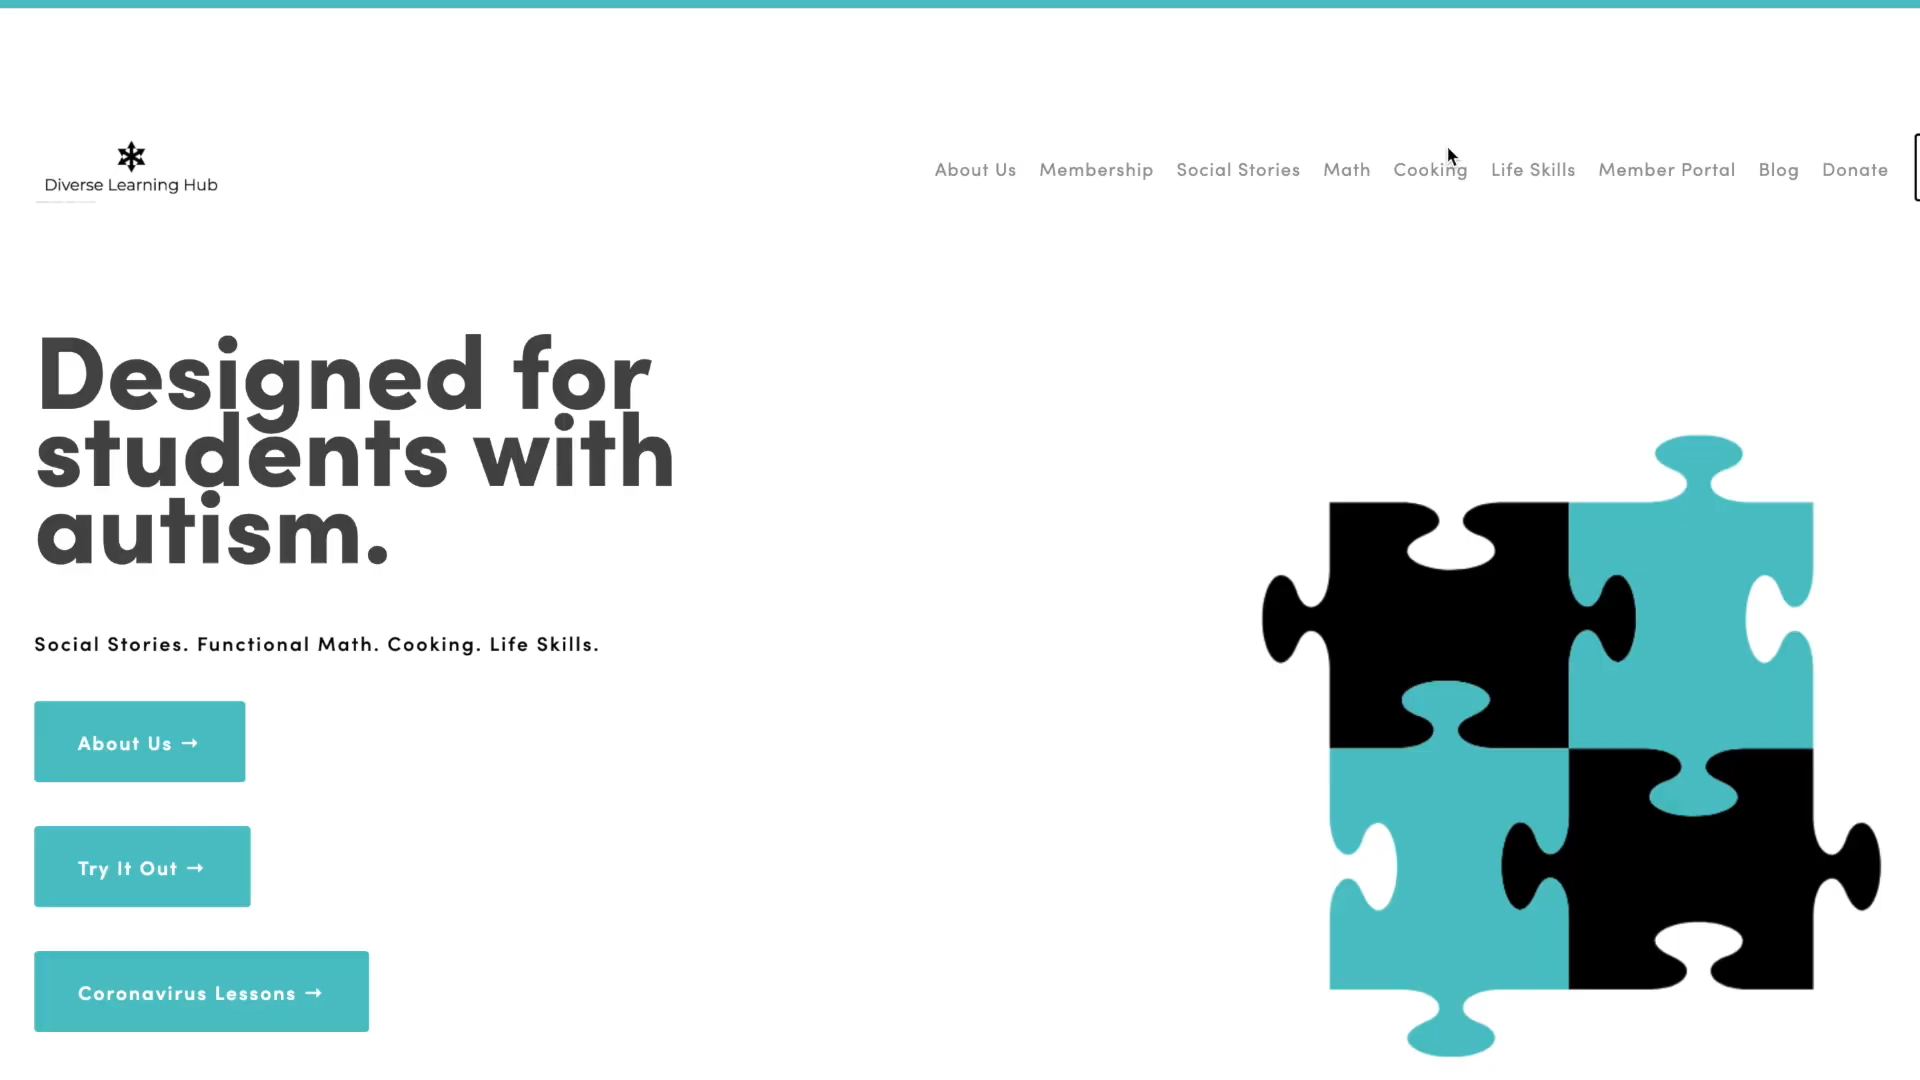 Diverse Learning Hub
About Us Membership Social Stories Math Cooking Life Skills Member Portal Blog Donate
Designed for
students with
autism.
Social Stories. Functional Math. Cooking. Life Skills.
About Us →
Try It Out →
Coronavirus Lessons →